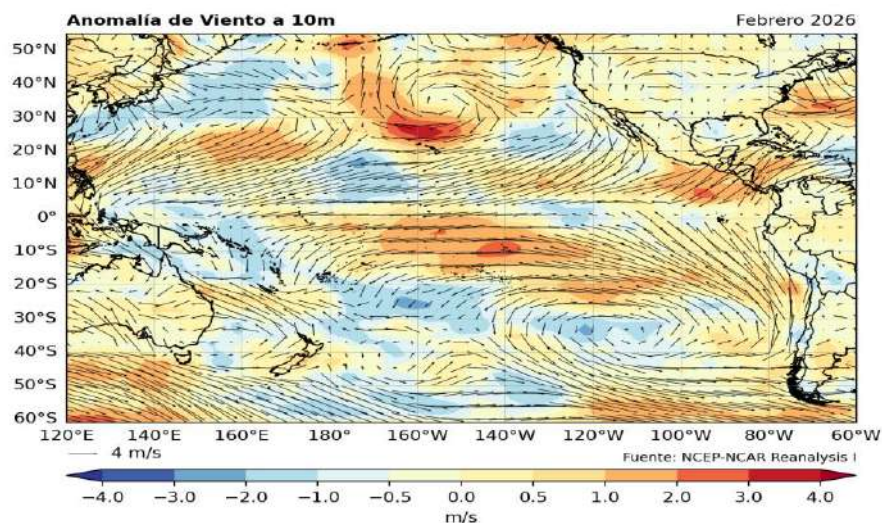 Anomalía de Viento a 10m
Febrero 2026
50°N
40°N
30°N
20°N
10°N
0°
10°S
20°S
30°S
40°S
50°S
60°S
120°E 140°E 160°E 180° 160°W 140°W 120°W 100°W 80°W 60°W
4 m/s
Fuente: NCEP-NCAR Reanalysis I
−4.0 −3.0 −2.0 −1.0 −0.5 0.0 0.5 1.0 2.0 3.0 4.0
m/s